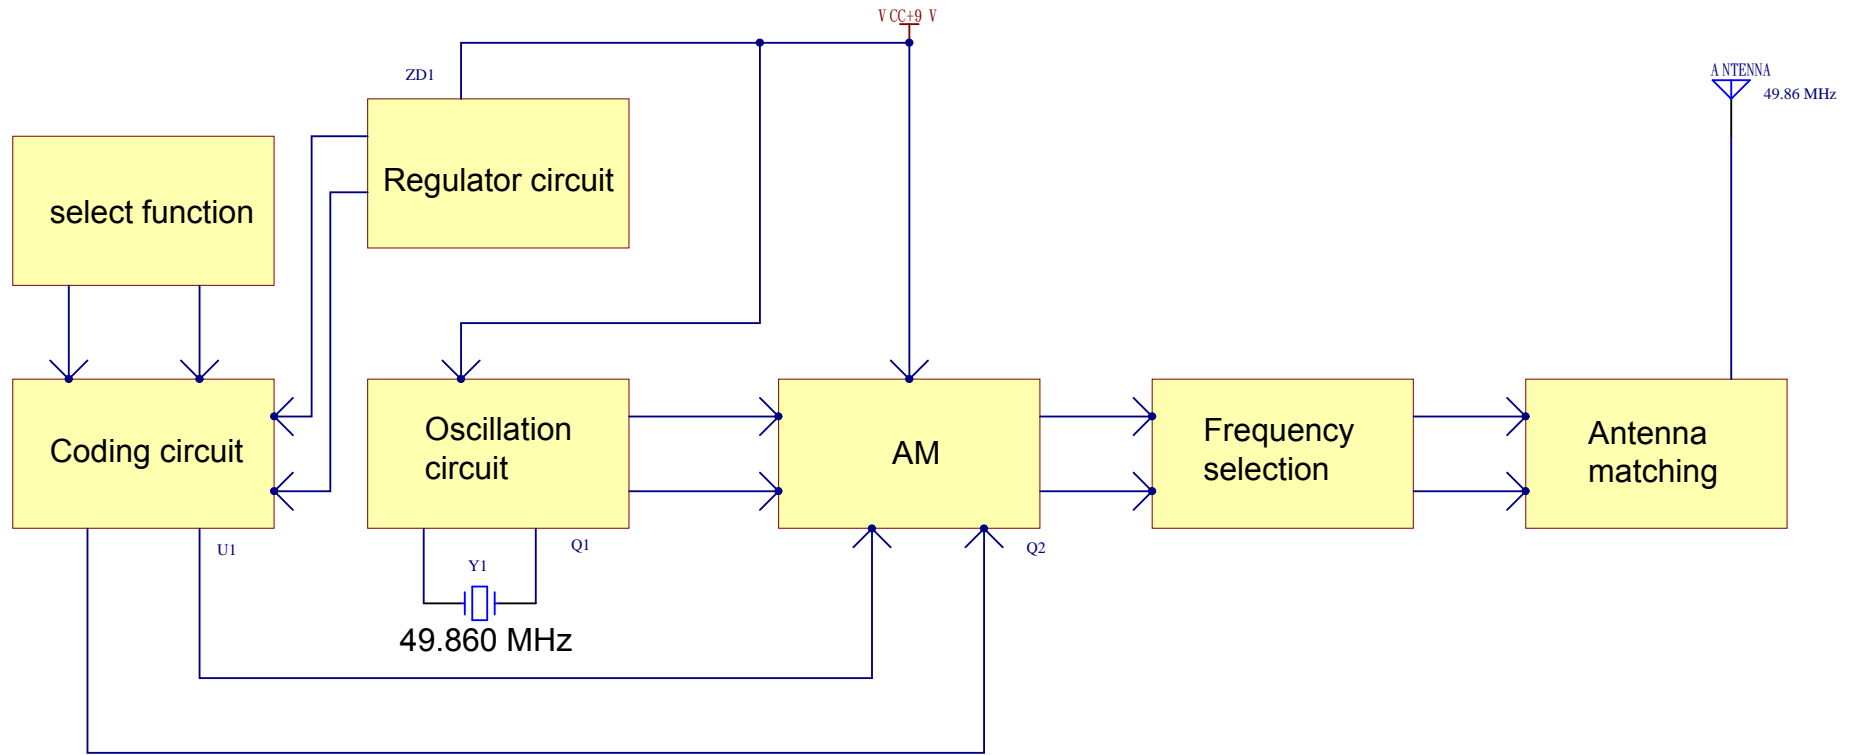 V CC+9 V
ZD1
A NTENNA
49.86 MHz
Regulator circuit
select function
Coding circuit
Oscillation
circuit
AM
Frequency
selection
Antenna
matching
U1
Q1
Q2
Y1
49.860 MHz